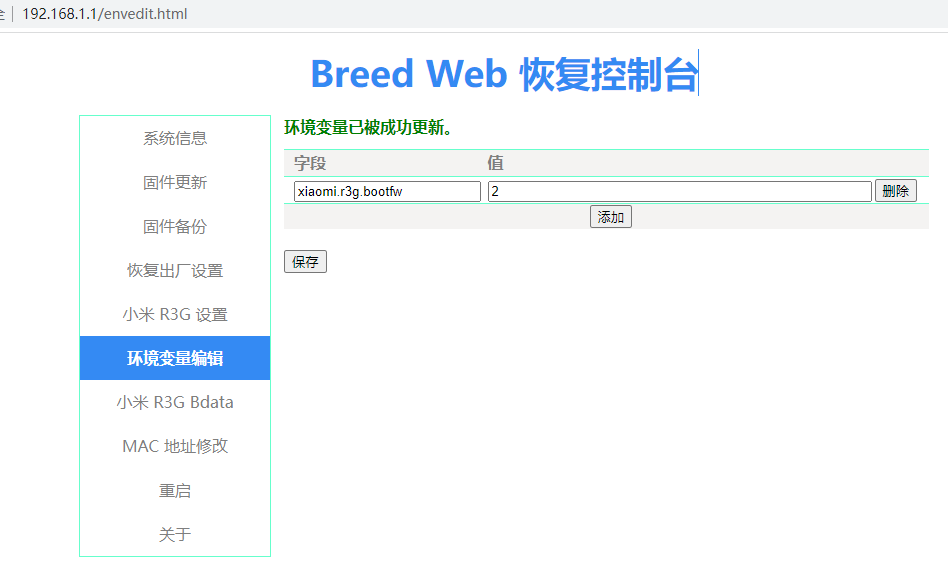 192.168.1.1/envedit.html
Breed Web 恢复控制台
系统信息
固件更新
固件备份
恢复出厂设置
小米 R3G 设置
环境变量编辑
小米 R3G Bdata
MAC 地址修改
重启
关于
环境变量已被成功更新。
字段 值
xiaomi.r3g.bootfw 2 删除
添加
保存